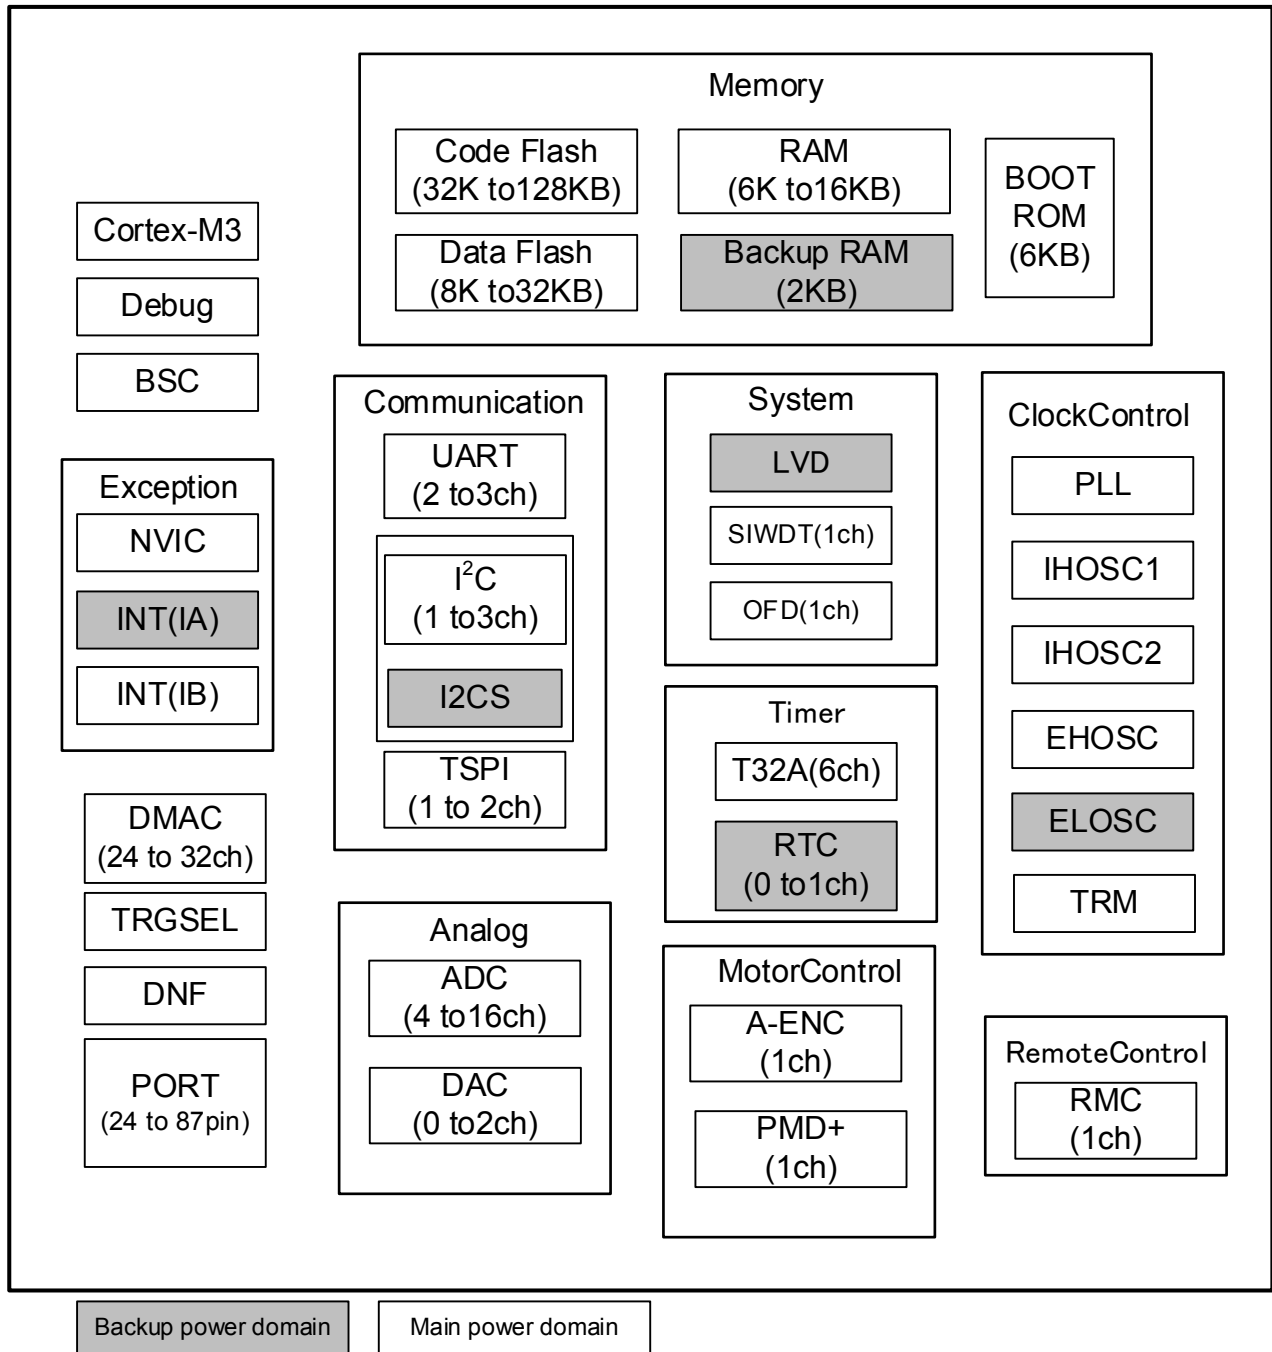 Memory
Code Flash
(32K to128KB)
RAM
(6K to16KB)
BOOT
ROM
(6KB)
Data Flash
(8K to32KB)
Backup RAM
(2KB)
Cortex-M3
Debug
BSC
Exception
NVIC
INT(IA)
INT(IB)
DMAC
(24 to 32ch)
TRGSEL
DNF
PORT
(24 to 87pin)
Communication
UART
(2 to3ch)
I²C
(1 to3ch)
I2CS
TSPI
(1 to 2ch)
Analog
ADC
(4 to16ch)
DAC
(0 to2ch)
System
LVD
SIWDT(1ch)
OFD(1ch)
Timer
T32A(6ch)
RTC
(0 to1ch)
MotorControl
A-ENC
(1ch)
PMD+
(1ch)
ClockControl
PLL
IHOSC1
IHOSC2
EHOSC
ELOSC
TRM
RemoteControl
RMC
(1ch)
Backup power domain
Main power domain